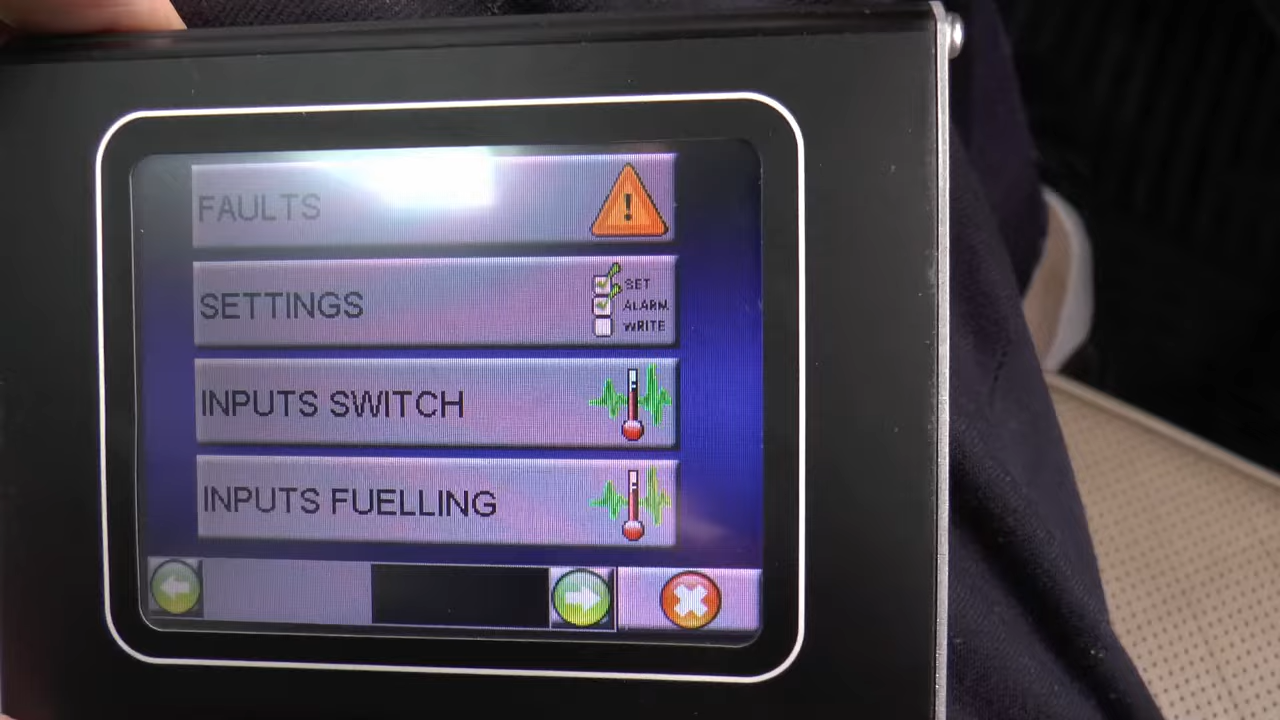 FAULTS
SETTINGS
SET
ALARM
WRITE
INPUTS SWITCH
INPUTS FUELLING